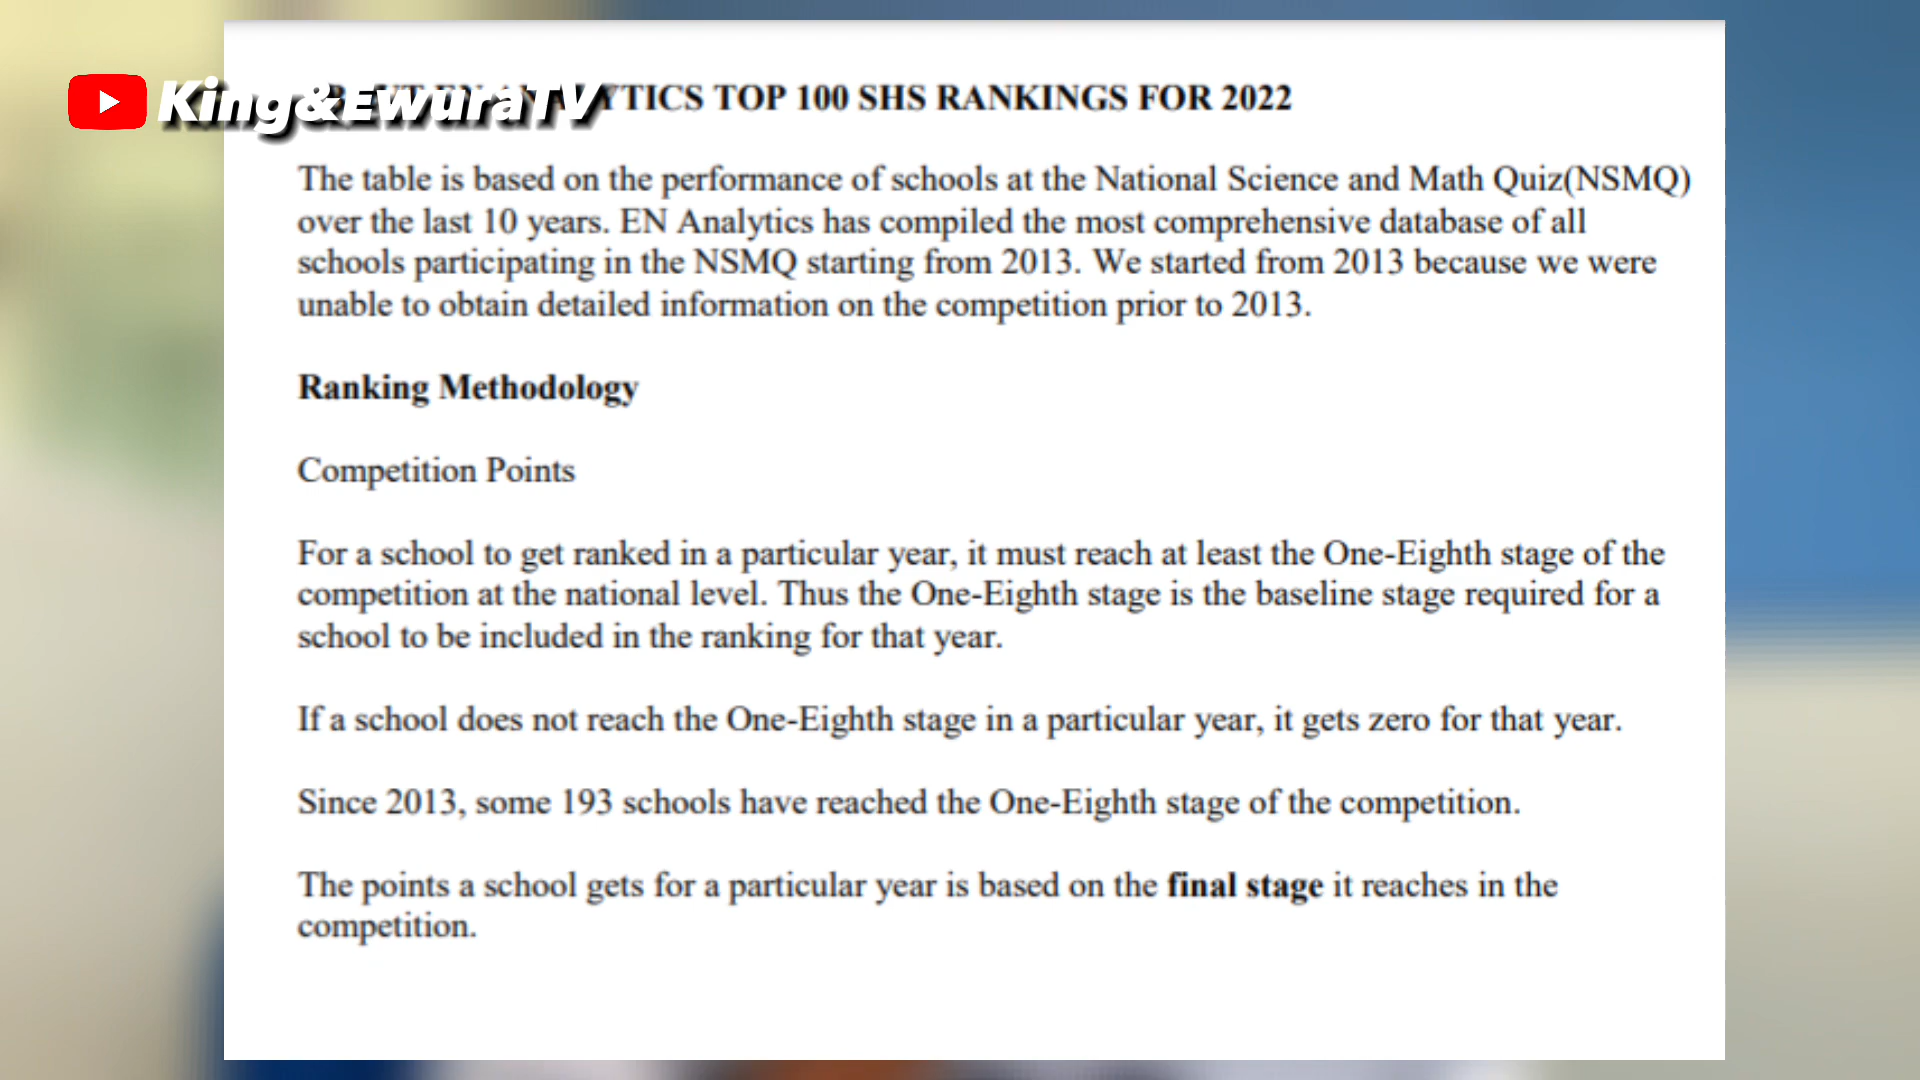 King&EwuraTV
ANALYTICS TOP 100 SHS RANKINGS FOR 2022
The table is based on the performance of schools at the National Science and Math Quiz(NSMQ)
over the last 10 years. EN Analytics has compiled the most comprehensive database of all
schools participating in the NSMQ starting from 2013. We started from 2013 because we were
unable to obtain detailed information on the competition prior to 2013.
Ranking Methodology
Competition Points
For a school to get ranked in a particular year, it must reach at least the One-Eighth stage of the
competition at the national level. Thus the One-Eighth stage is the baseline stage required for a
school to be included in the ranking for that year.
If a school does not reach the One-Eighth stage in a particular year, it gets zero for that year.
Since 2013, some 193 schools have reached the One-Eighth stage of the competition.
The points a school gets for a particular year is based on the final stage it reaches in the
competition.